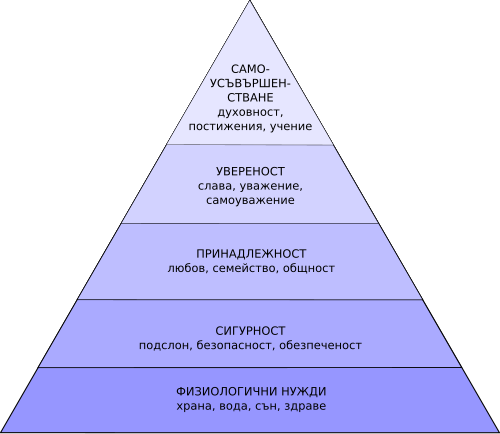 САМО-
УСЪВЪРШЕН-
СТВАНЕ
духовност,
постижения, учение
УВЕРЕНОСТ
слава, уважение,
самоуважение
ПРИНАДЛЕЖНОСТ
любов, семейство, общност
СИГУРНОСТ
подслон, безопасност, обезпеченост
ФИЗИОЛОГИЧНИ НУЖДИ
храна, вода, сън, здраве